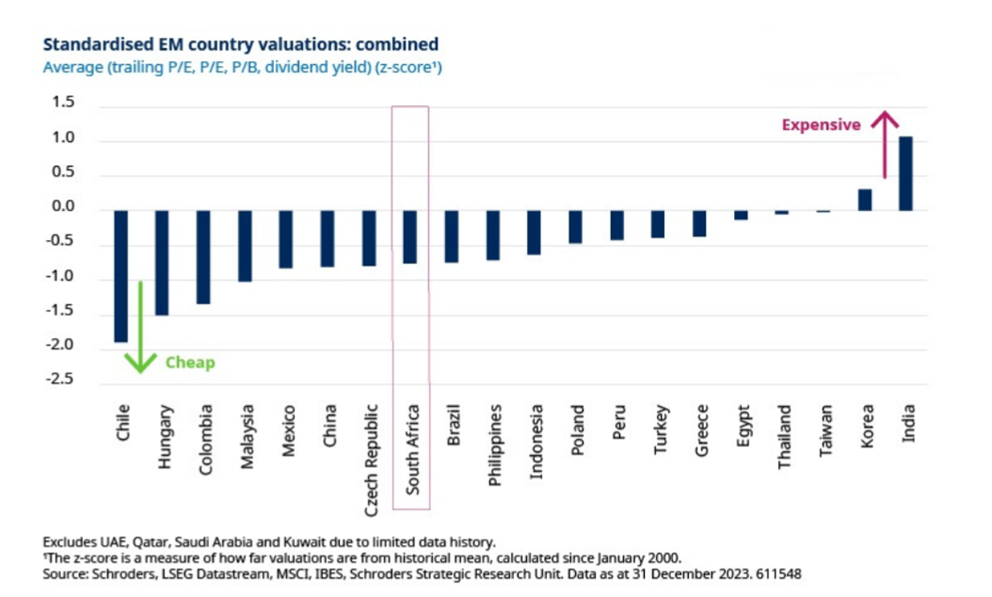 Standardised EM country valuations: combined
Average (trailing P/E, P/E, P/B, dividend yield) (z-score¹)
1.5
1.0
0.5
0.0
-0.5
-1.0
-1.5
-2.0
-2.5
Expensive
Cheap
Chile
Hungary
Colombia
Malaysia
Mexico
China
Czech Republic
South Africa
Brazil
Philippines
Indonesia
Poland
Peru
Turkey
Greece
Egypt
Thailand
Taiwan
Korea
India
Excludes UAE, Qatar, Saudi Arabia and Kuwait due to limited data history.
¹The z-score is a measure of how far valuations are from historical mean, calculated since January 2000.
Source: Schroders, LSEG Datastream, MSCI, IBES, Schroders Strategic Research Unit. Data as at 31 December 2023. 611548